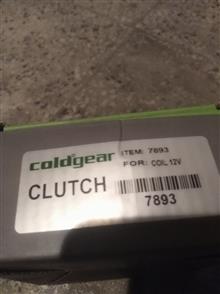 coldgear ITEM: 7893
FOR: COIL 12V
CLUTCH
7893